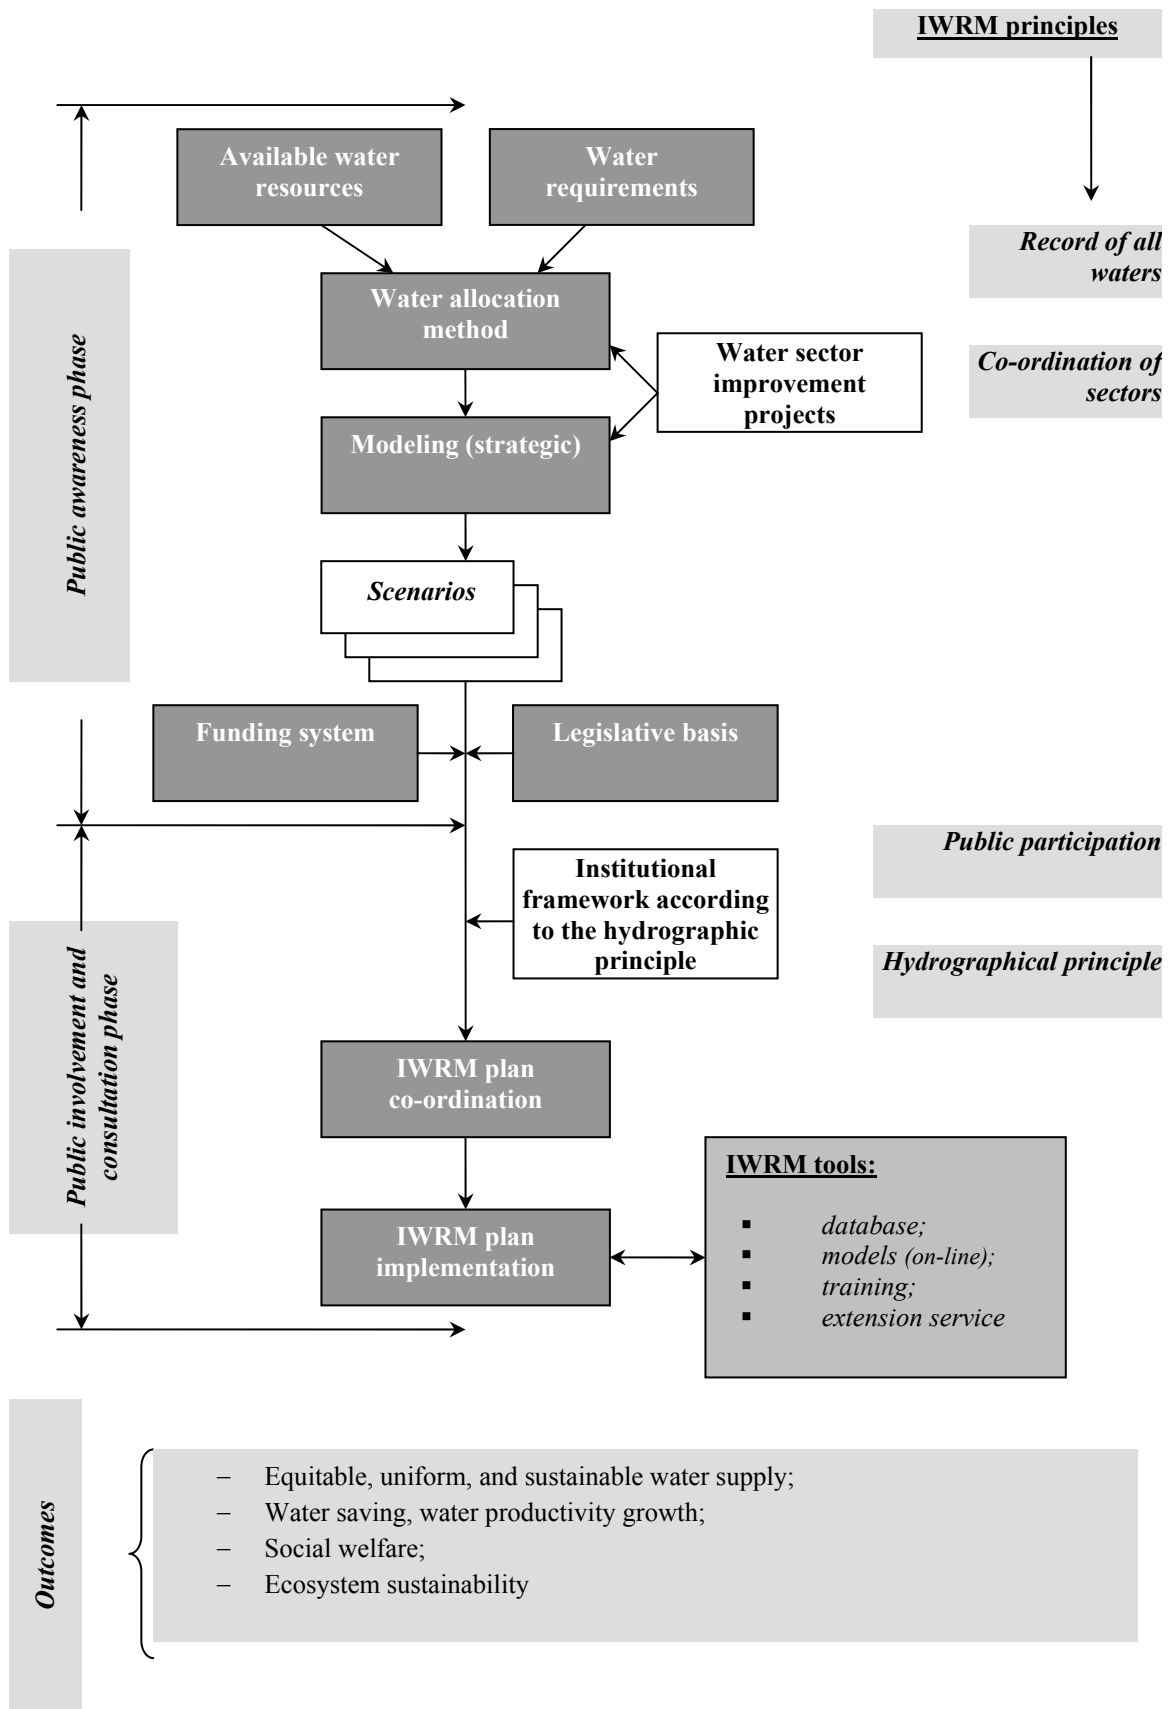 IWRM principles
Available water
resources
Water
requirements
Record of all
waters
Water allocation
method
Water sector
improvement
projects
Co-ordination of
sectors
Public awareness phase
Modeling (strategic)
Scenarios
Funding system
Legislative basis
Public participation
Institutional
framework according
to the hydrographic
principle
Hydrographical principle
Public involvement and
consultation phase
IWRM plan
co-ordination
IWRM tools:
▪ database;
▪ models (on-line);
▪ training;
▪ extension service
IWRM plan
implementation
Outcomes
– Equitable, uniform, and sustainable water supply;
– Water saving, water productivity growth;
– Social welfare;
– Ecosystem sustainability